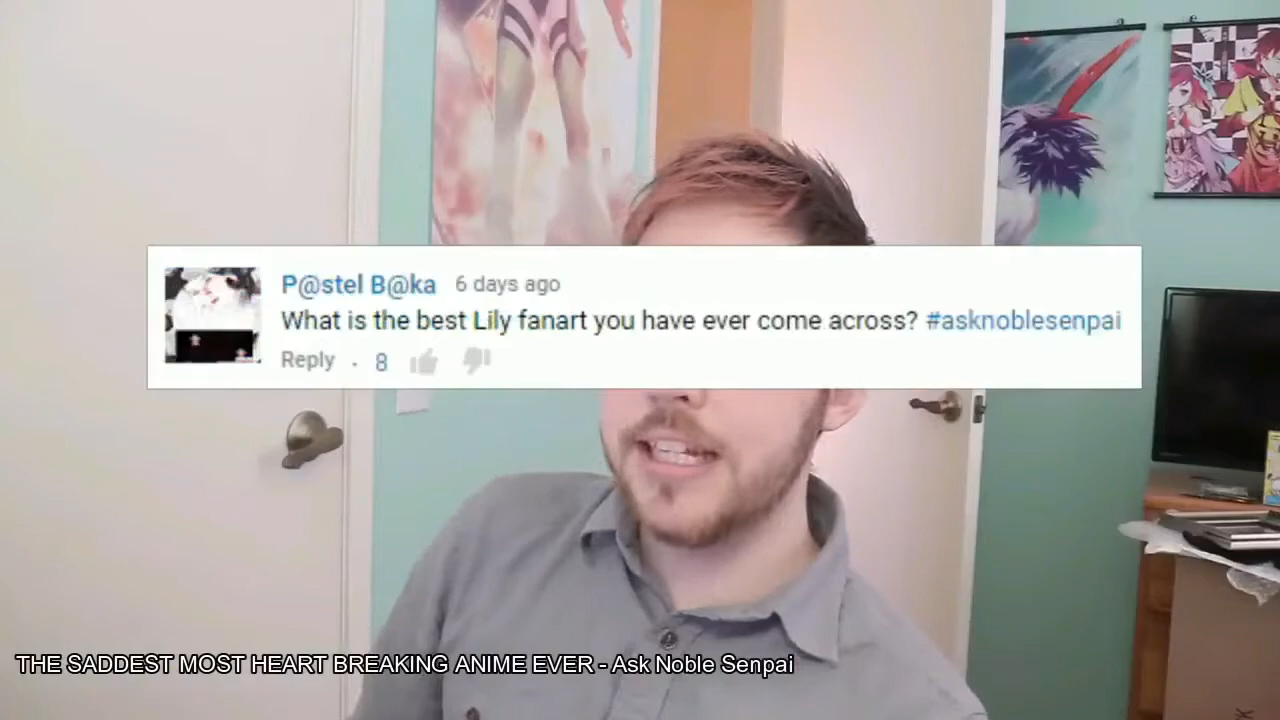 P@stel B@ka 6 days ago
What is the best Lily fanart you have ever come across? #asknoblesenpai
Reply · 8
THE SADDEST MOST HEART BREAKING ANIME EVER - Ask Noble Senpai